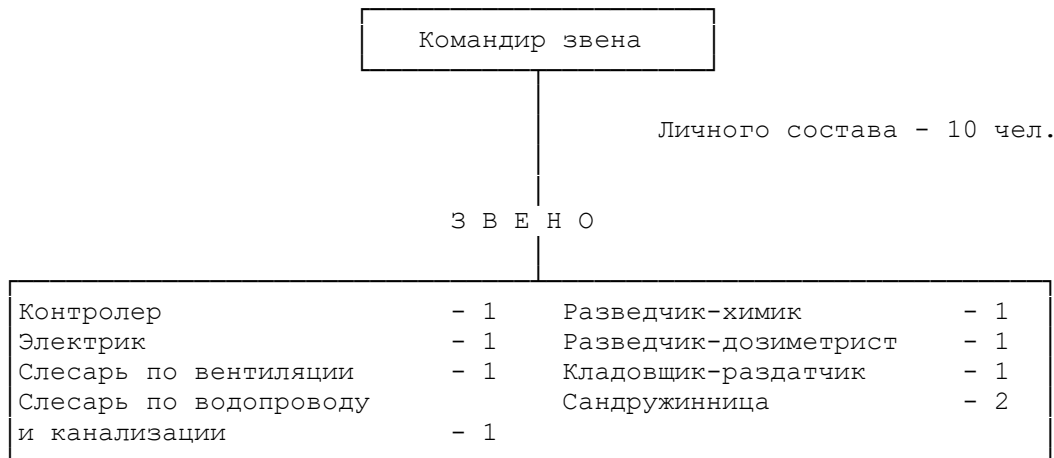 Командир звена
Личного состава - 10 чел.
З В Е Н О
Контролер - 1
Электрик - 1
Слесарь по вентиляции - 1
Слесарь по водопроводу
и канализации - 1
Разведчик-химик - 1
Разведчик-дозиметрист - 1
Кладовщик-раздатчик - 1
Сандружинница - 2